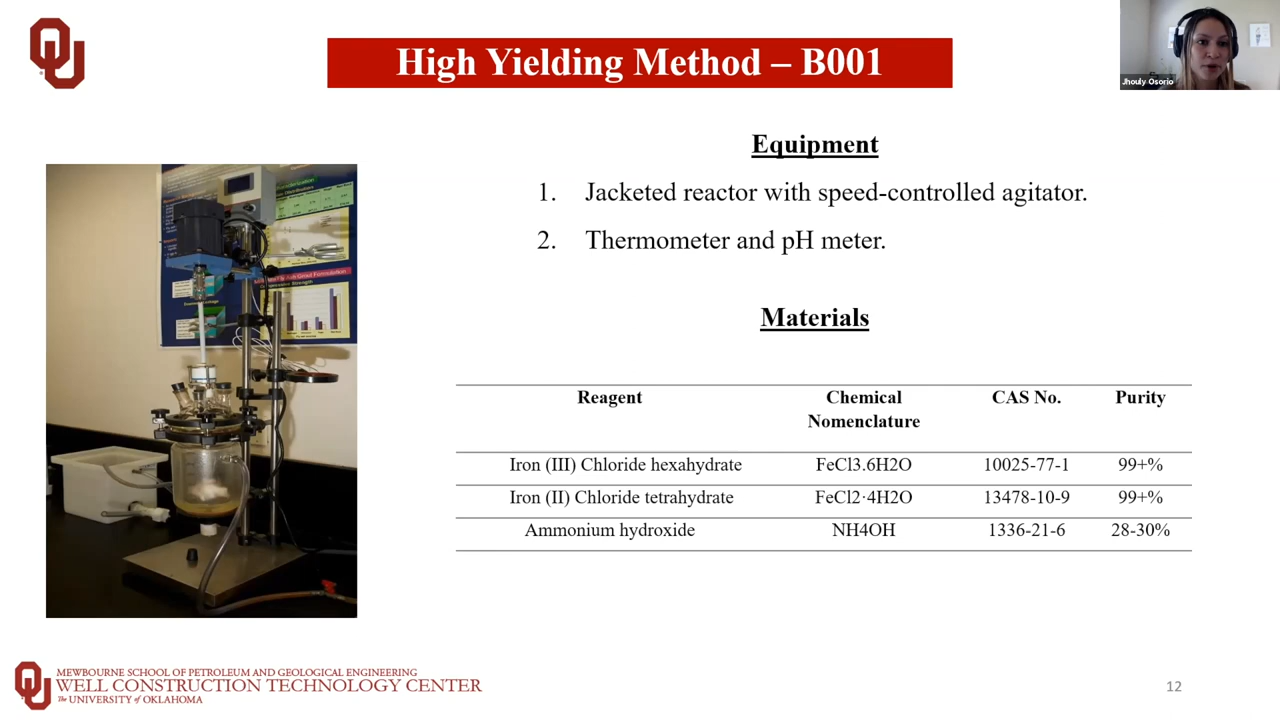 OU
High Yielding Method – B001
Jhouly Osorio
Equipment
1. Jacketed reactor with speed-controlled agitator.
2. Thermometer and pH meter.
Materials
Reagent Chemical Nomenclature CAS No. Purity
Iron (III) Chloride hexahydrate FeCl3.6H2O 10025-77-1 99+%
Iron (II) Chloride tetrahydrate FeCl2·4H2O 13478-10-9 99+%
Ammonium hydroxide NH4OH 1336-21-6 28-30%
OU
MEWBOURNE SCHOOL OF PETROLEUM AND GEOLOGICAL ENGINEERING
WELL CONSTRUCTION TECHNOLOGY CENTER
The UNIVERSITY of OKLAHOMA
12